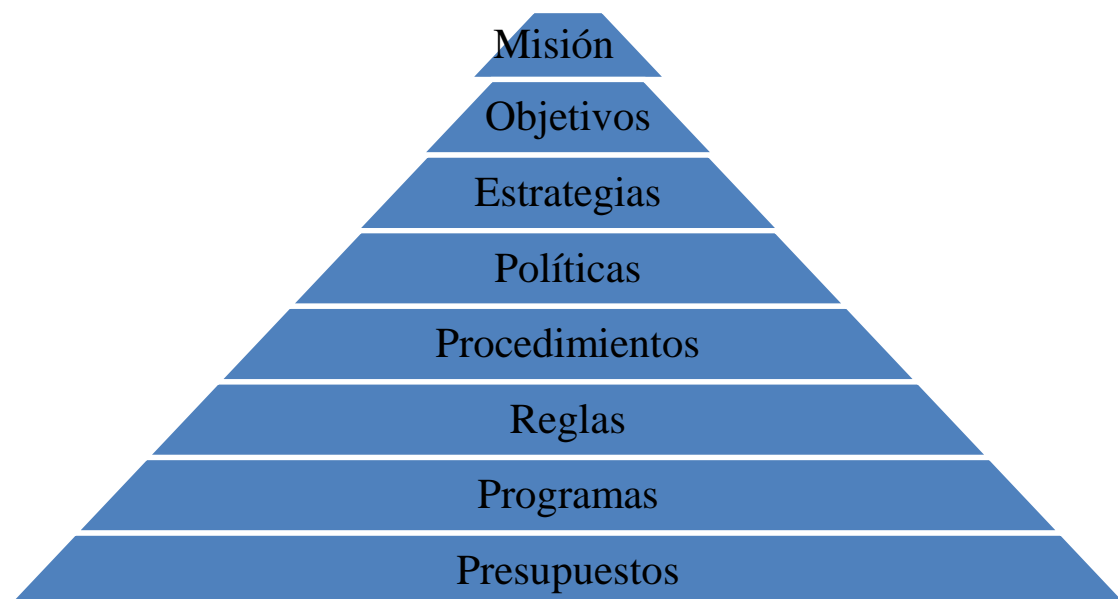 Misión
Objetivos
Estrategias
Políticas
Procedimientos
Reglas
Programas
Presupuestos